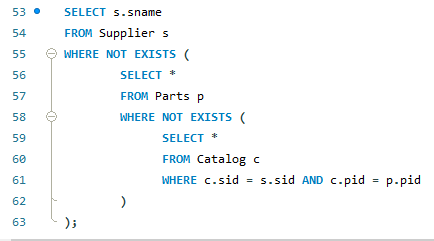 53 SELECT s.sname
54 FROM Supplier s
55 WHERE NOT EXISTS (
56 SELECT *
57 FROM Parts p
58 WHERE NOT EXISTS (
59 SELECT *
60 FROM Catalog c
61 WHERE c.sid = s.sid AND c.pid = p.pid
62 )
63 );